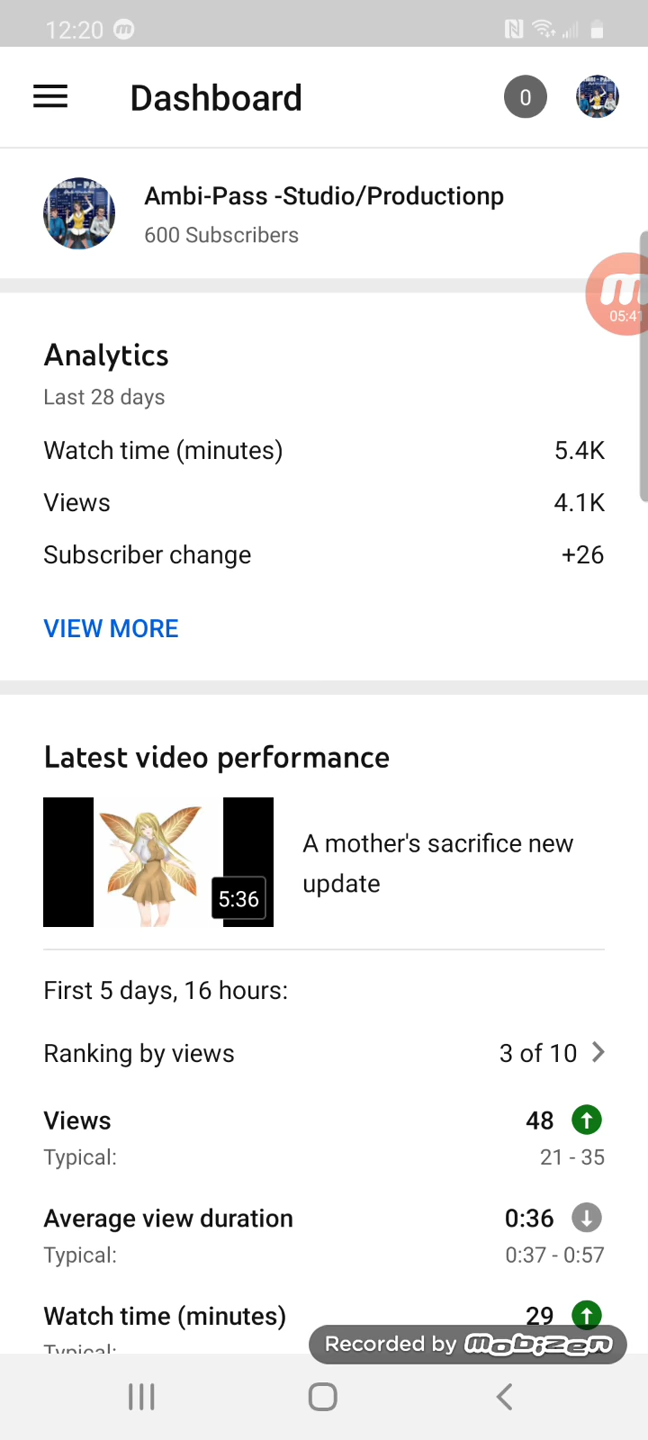 12:20
Dashboard
0
Ambi-Pass -Studio/Productionp
600 Subscribers
05:41
Analytics
Last 28 days
Watch time (minutes) 5.4K
Views 4.1K
Subscriber change +26
VIEW MORE
Latest video performance
5:36
A mother's sacrifice new
update
First 5 days, 16 hours:
Ranking by views 3 of 10
Views 48
Typical: 21 - 35
Average view duration 0:36
Typical: 0:37 - 0:57
Watch time (minutes) 29
Typical:
Recorded by mobizen